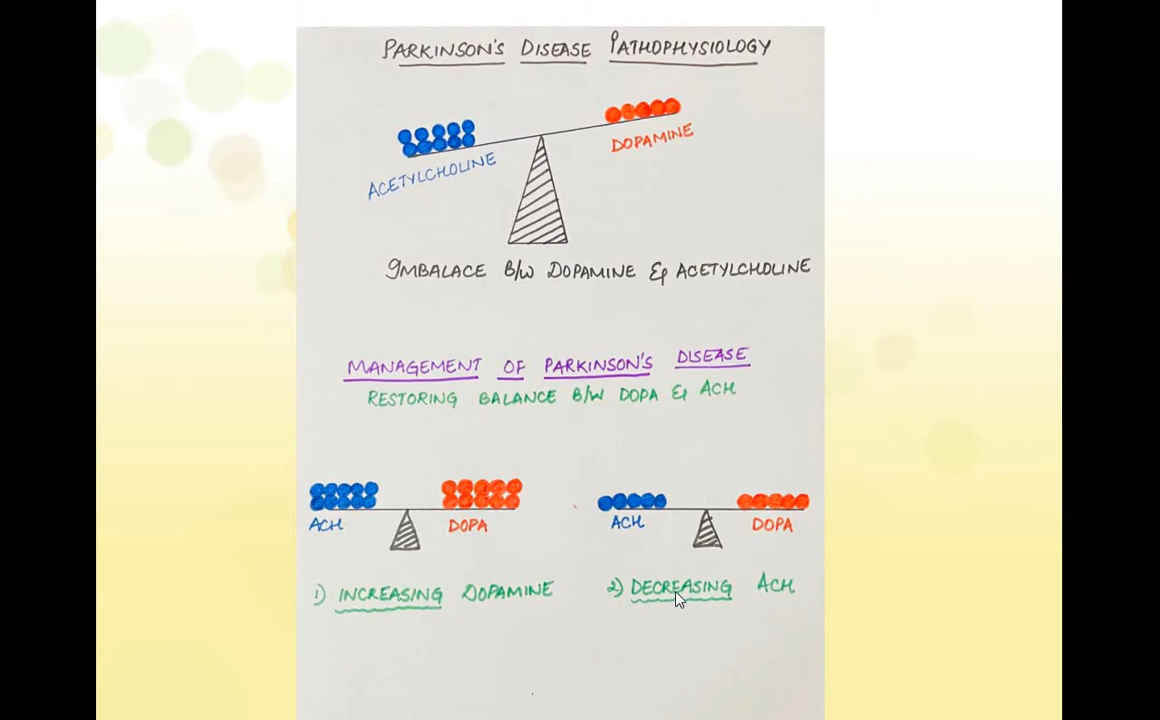 PARKINSON'S DISEASE PATHOPHYSIOLOGY
DOPAMINE
ACETYLCHOLINE
IMBALACE B/W DOPAMINE & ACETYLCHOLINE
MANAGEMENT OF PARKINSON'S DISEASE
RESTORING BALANCE B/W DOPA & ACH
ACH DOPA
ACH DOPA
1) INCREASING DOPAMINE
2) DECREASING ACH